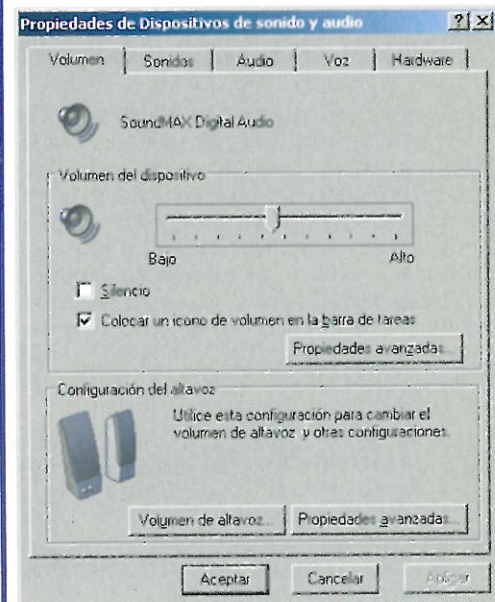 Propiedades de Dispositivos de sonido y audio
Volumen Sonidos Audio Voz Hardware
SoundMAX Digital Audio
Volumen del dispositivo
Bajo Alto
Silencio
Colocar un icono de volumen en la barra de tareas
Propiedades avanzadas...
Configuración del altavoz
Utilice esta configuración para cambiar el
volumen de altavoz y otras configuraciones.
Volumen de altavoz... Propiedades avanzadas...
Aceptar Cancelar Aplicar